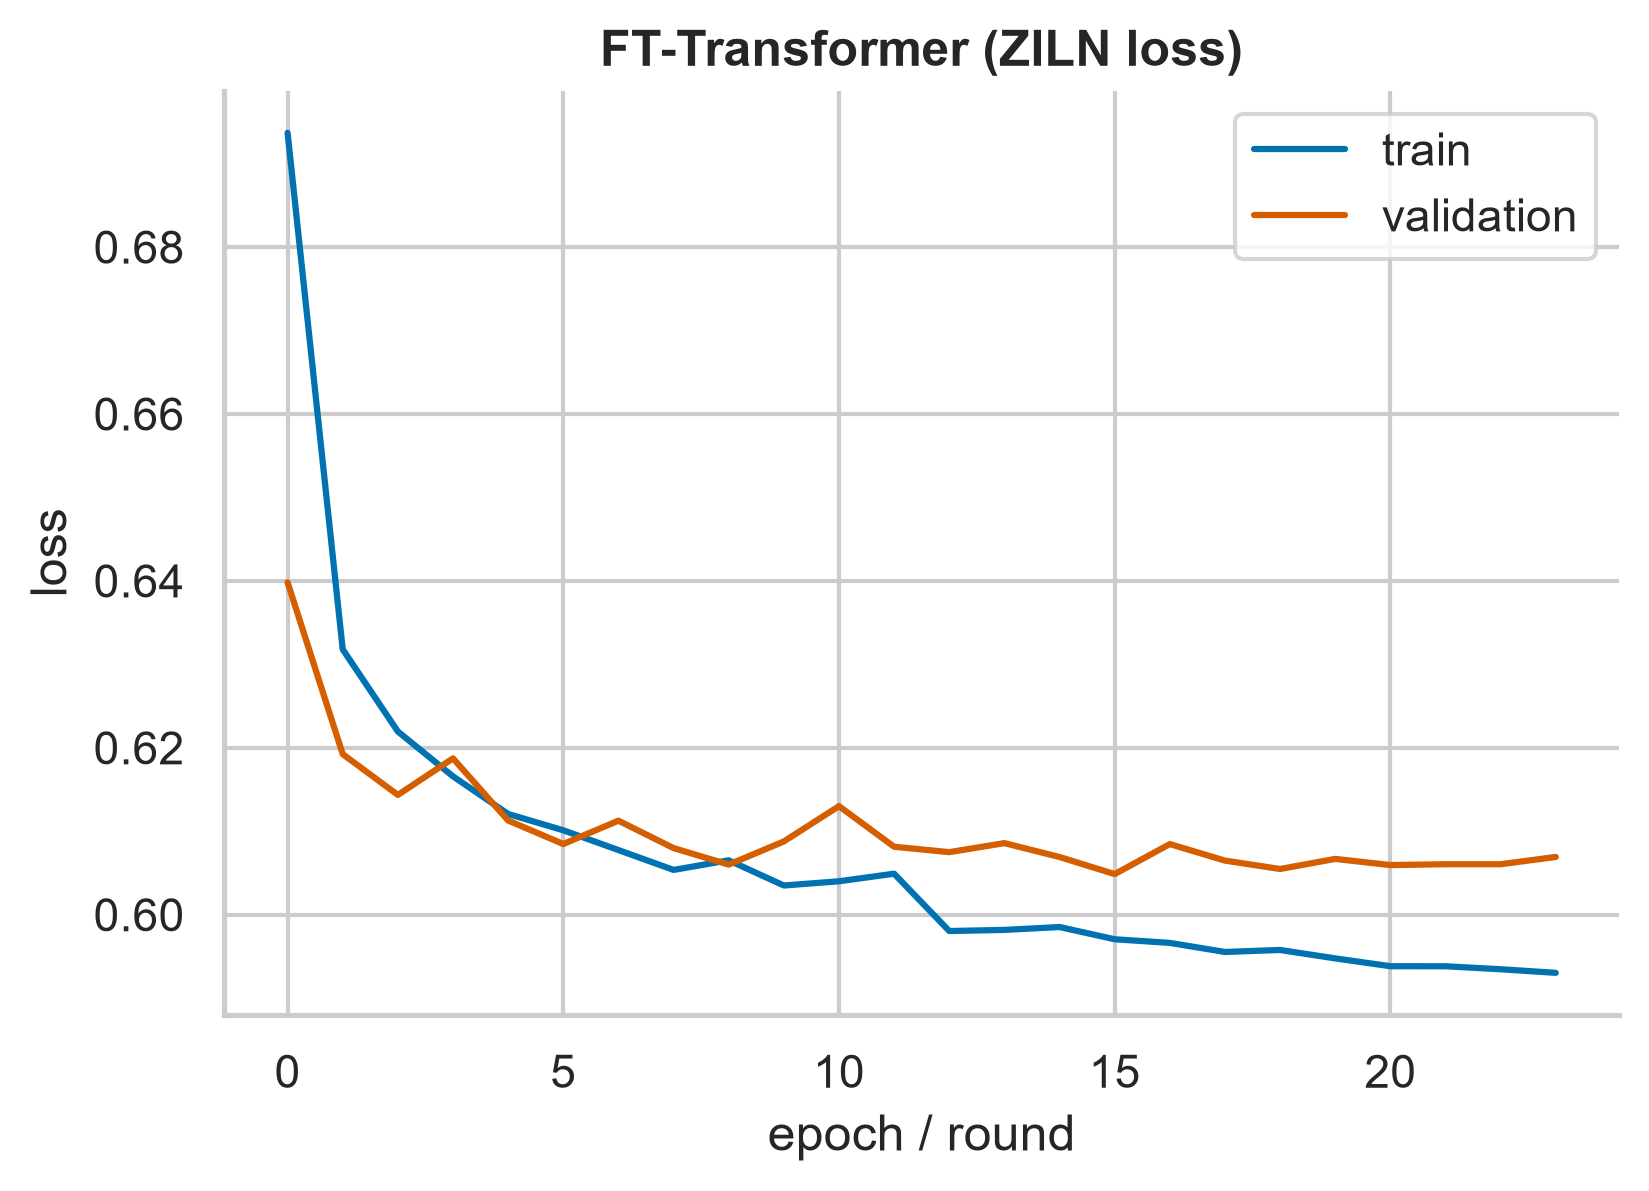 FT-Transformer (ZILN loss)
train
validation
0.68
0.66
0.64
0.62
0.60
loss
0 5 10 15 20
epoch / round